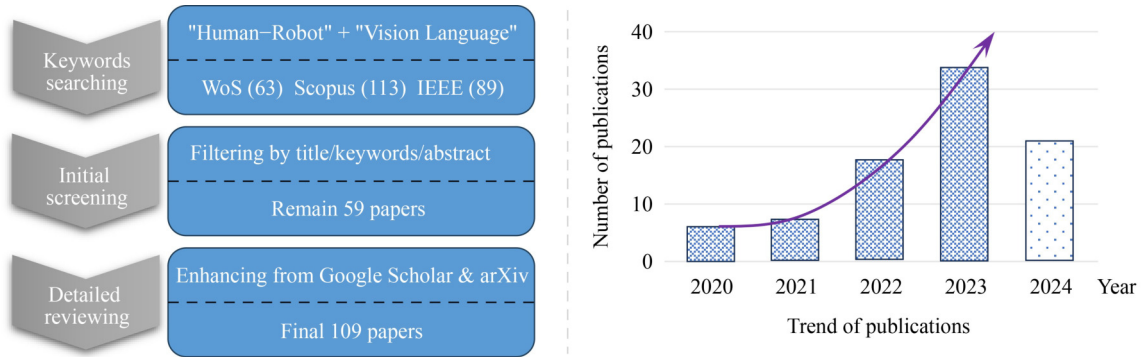 Keywords
searching
"Human−Robot" + "Vision Language"
WoS (63) Scopus (113) IEEE (89)
Initial
screening
Filtering by title/keywords/abstract
Remain 59 papers
Detailed
reviewing
Enhancing from Google Scholar & arXiv
Final 109 papers
Number of publications
40
30
20
10
0
2020 2021 2022 2023 2024 Year
Trend of publications